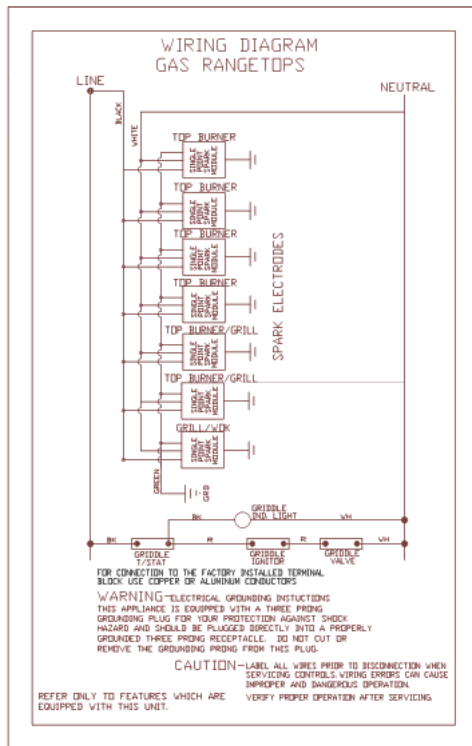 WIRING DIAGRAM
GAS RANGETOPS
LINE
NEUTRAL
BLACK
WHITE
TOP BURNER
SINGLE
POINT
SPARK
MODULE
TOP BURNER
SINGLE
POINT
SPARK
MODULE
TOP BURNER
SINGLE
POINT
SPARK
MODULE
TOP BURNER
SINGLE
POINT
SPARK
MODULE
TOP BURNER/GRILL
SINGLE
POINT
SPARK
MODULE
TOP BURNER/GRILL
SINGLE
POINT
SPARK
MODULE
GRILL/WOK
SINGLE
POINT
SPARK
MODULE
SPARK ELECTRODES
GREEN
GRD
GRIDDLE
IND. LIGHT
BK
WH
BK
R
R
WH
GRIDDLE
T/STAT
GRIDDLE
IGNITOR
GRIDDLE
VALVE
FOR CONNECTION TO THE FACTORY INSTALLED TERMINAL
BLOCK USE COPPER OR ALUMINUM CONDUCTORS
WARNING-ELECTRICAL GROUNDING INSTUCTIONS
THIS APPLIANCE IS EQUIPPED WITH A THREE PRONG
GROUNDING PLUG FOR YOUR PROTECTION AGAINST SHOCK
HAZARD AND SHOULD BE PLUGGED DIRECTLY INTO A PROPERLY
GROUNDED THREE PRONG RECEPTACLE. DO NOT CUT OR
REMOVE THE GROUNDING PRONG FROM THIS PLUG.
CAUTION-LABEL ALL WIRES PRIOR TO DISCONNECTION WHEN
SERVICING CONTROLS. WIRING ERRORS CAN CAUSE
IMPROPER AND DANGEROUS OPERATION.
VERIFY PROPER OPERATION AFTER SERVICING.
REFER ONLY TO FEATURES WHICH ARE
EQUIPPED WITH THIS UNIT.